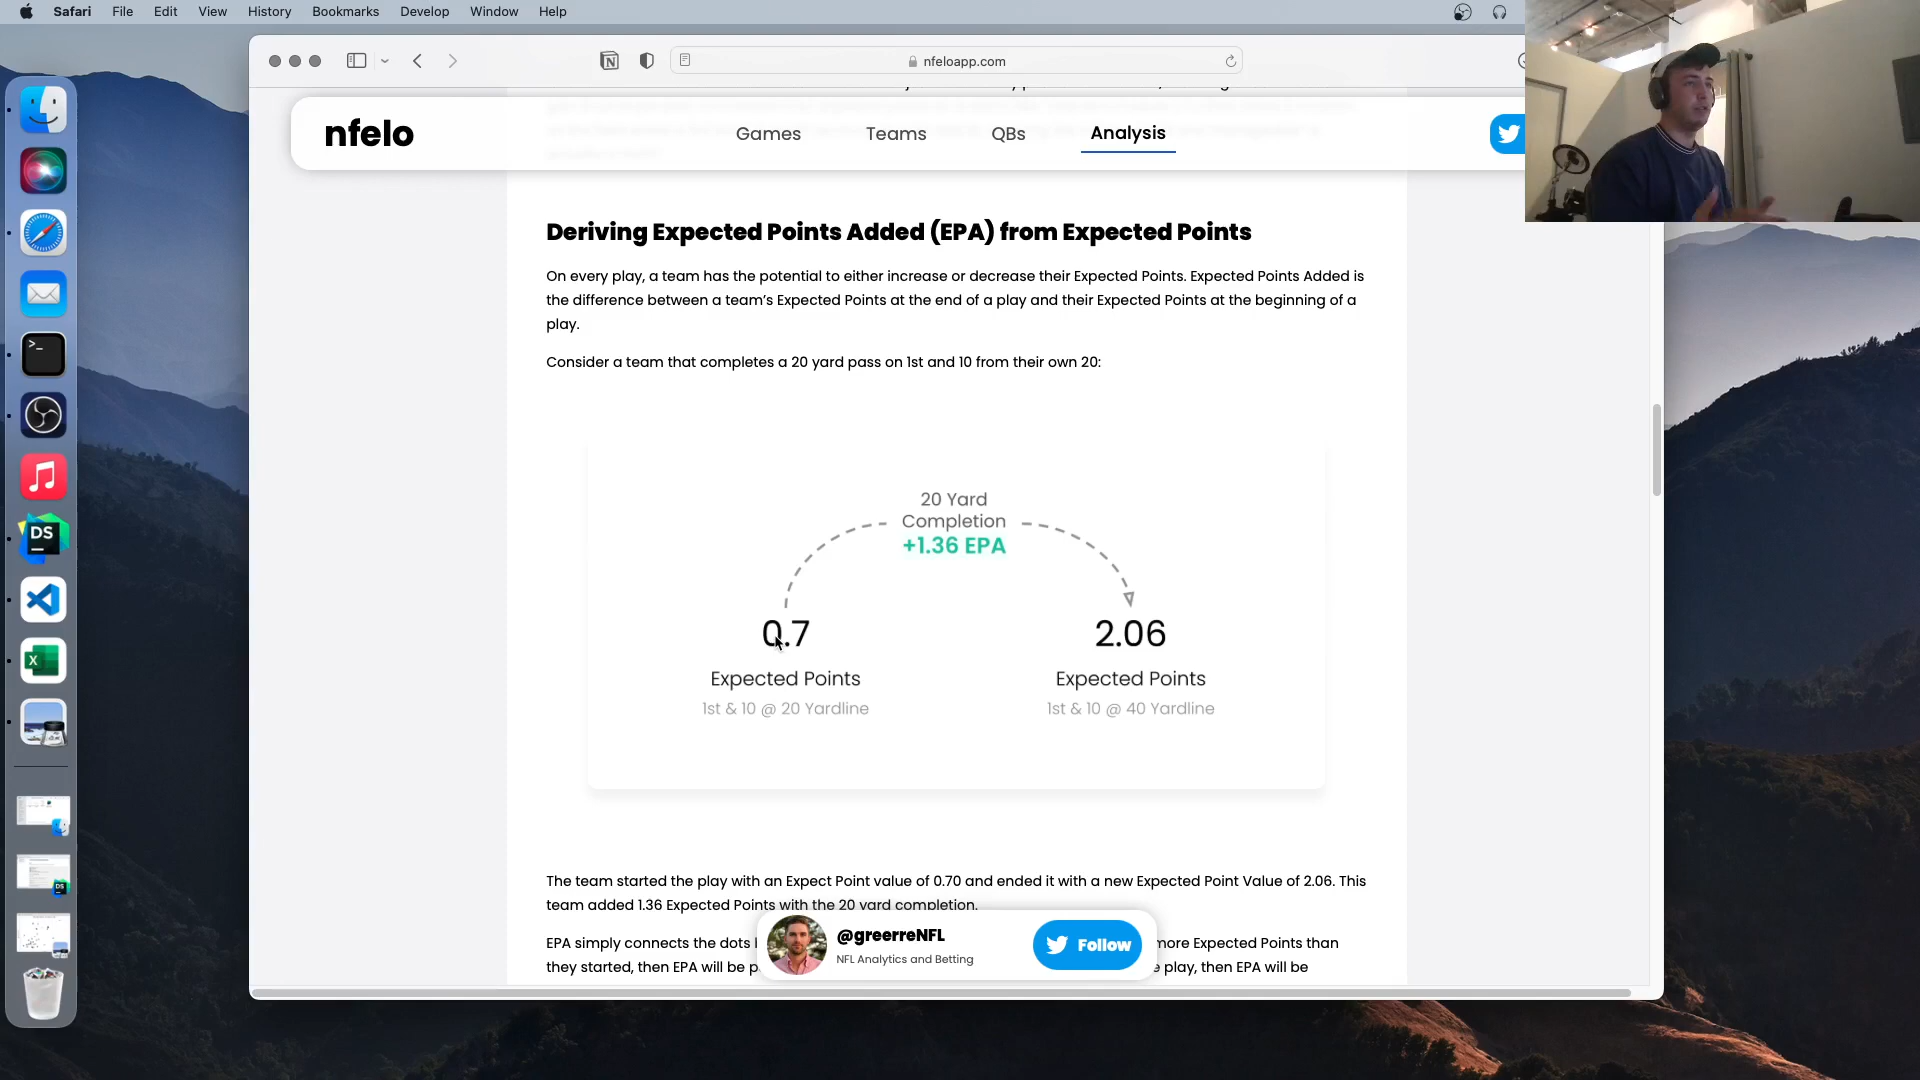 Safari File Edit View History Bookmarks Develop Window Help
nfeloapp.com
nfelo
Games Teams QBs Analysis
Deriving Expected Points Added (EPA) from Expected Points
On every play, a team has the potential to either increase or decrease their Expected Points. Expected Points Added is
the difference between a team's Expected Points at the end of a play and their Expected Points at the beginning of a
play.
Consider a team that completes a 20 yard pass on 1st and 10 from their own 20:
20 Yard
Completion
+1.36 EPA
0.7
2.06
Expected Points
Expected Points
1st & 10 @ 20 Yardline
1st & 10 @ 40 Yardline
The team started the play with an Expect Point value of 0.70 and ended it with a new Expected Point Value of 2.06. This
team added 1.36 Expected Points with the 20 yard completion.
EPA simply connects the dots
more Expected Points than
they started, then EPA will be
play, then EPA will be
@greerreNFL
NFL Analytics and Betting
Follow
DS